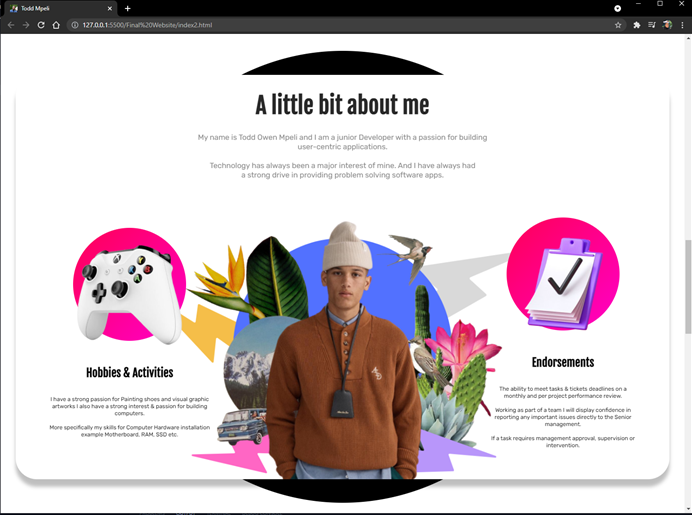 Todd Mpeli
127.0.0.1:5500/Final%20Website/index2.html
A little bit about me
My name is Todd Owen Mpeli and I am a junior Developer with a passion for building
user-centric applications.
Technology has always been a major interest of mine. And I have always had
a strong drive in providing problem solving software apps.
Hobbies & Activities
I have a strong passion for Painting shoes and visual graphic
artworks I also have a strong interest & passion for building
computers.
More specifically my skills for Computer Hardware installation
example Motherboard, RAM, SSD etc.
Endorsements
The ability to meet tasks & tickets deadlines on a
monthly and per project performance review.
Working as part of a team I will display confidence in
reporting any important issues directly to the Senior
management.
If a task requires management approval, supervision or
intervention.